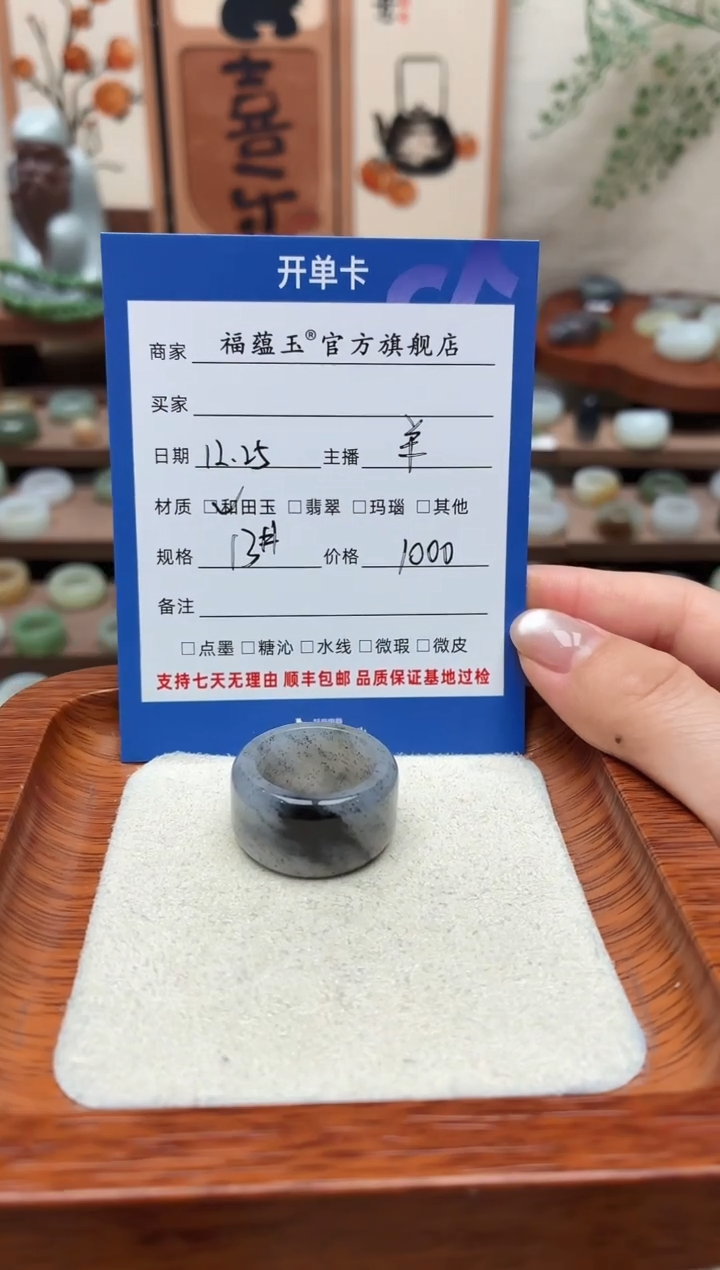 喜乐
开单卡
商家 福蕴玉®官方旗舰店
买家
日期 12.25 主播 羊
材质 ☑和田玉 □翡翠 □玛瑙 □其他
规格 13# 价格 1000
备注
□点墨 □糖沁 □水线 □微瑕 □微皮
支持七天无理由 顺丰包邮 品质保证基地过检